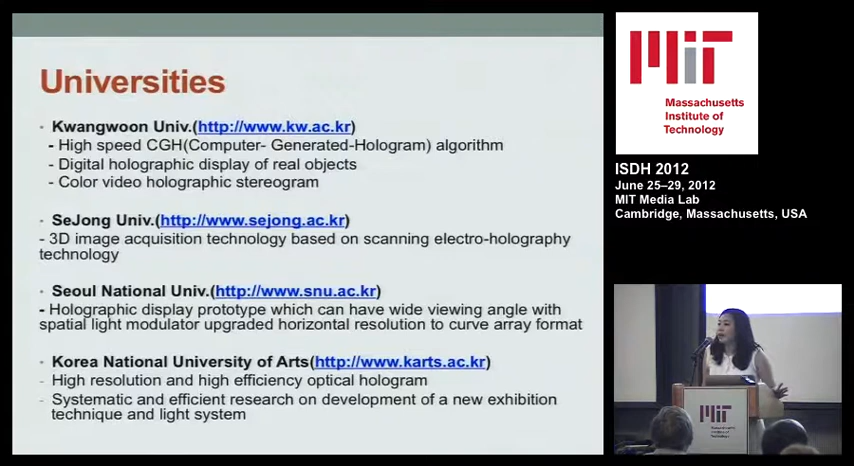 Universities
• Kwangwoon Univ.(http://www.kw.ac.kr)
- High speed CGH(Computer- Generated-Hologram) algorithm
- Digital holographic display of real objects
- Color video holographic stereogram
• SeJong Univ.(http://www.sejong.ac.kr)
- 3D image acquisition technology based on scanning electro-holography
technology
• Seoul National Univ.(http://www.snu.ac.kr)
- Holographic display prototype which can have wide viewing angle with
spatial light modulator upgraded horizontal resolution to curve array format
• Korea National University of Arts(http://www.karts.ac.kr)
- High resolution and high efficiency optical hologram
- Systematic and efficient research on development of a new exhibition
technique and light system
MIT
Massachusetts
Institute of
Technology
ISDH 2012
June 25–29, 2012
MIT Media Lab
Cambridge, Massachusetts, USA
MIT
Massachusetts
Institute of
Technology